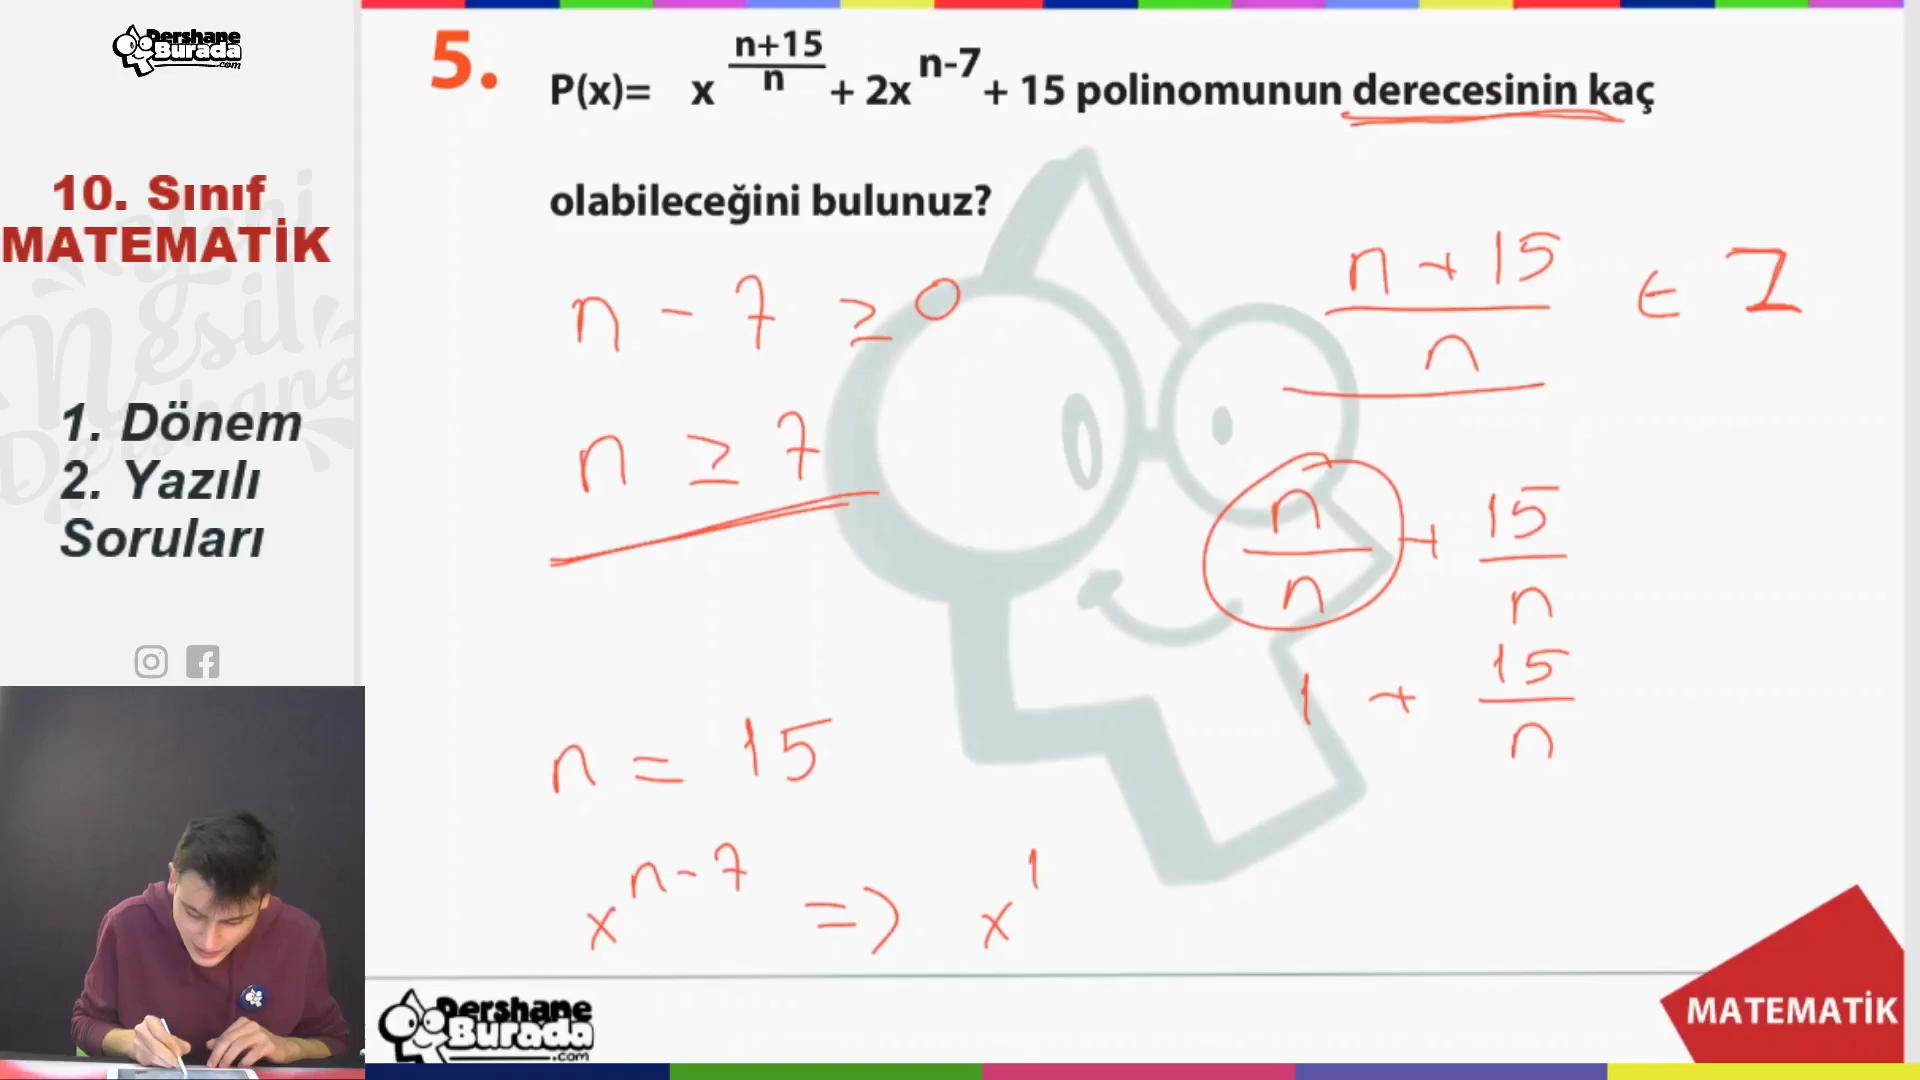 Dershane
Burada
.com
10. Sınıf
MATEMATİK
1. Dönem
2. Yazılı
Soruları
5. P(x)= x^((n+15)/n) + 2x^(n-7) + 15 polinomunun derecesinin kaç
olabileceğini bulunuz?
n - 7 ≥ 0
n ≥ 7
n = 15
x^(n-7) => x^1
(n + 15)/n ∈ Z
n/n + 15/n
1 + 15/n
Dershane
Burada
.com
MATEMATİK